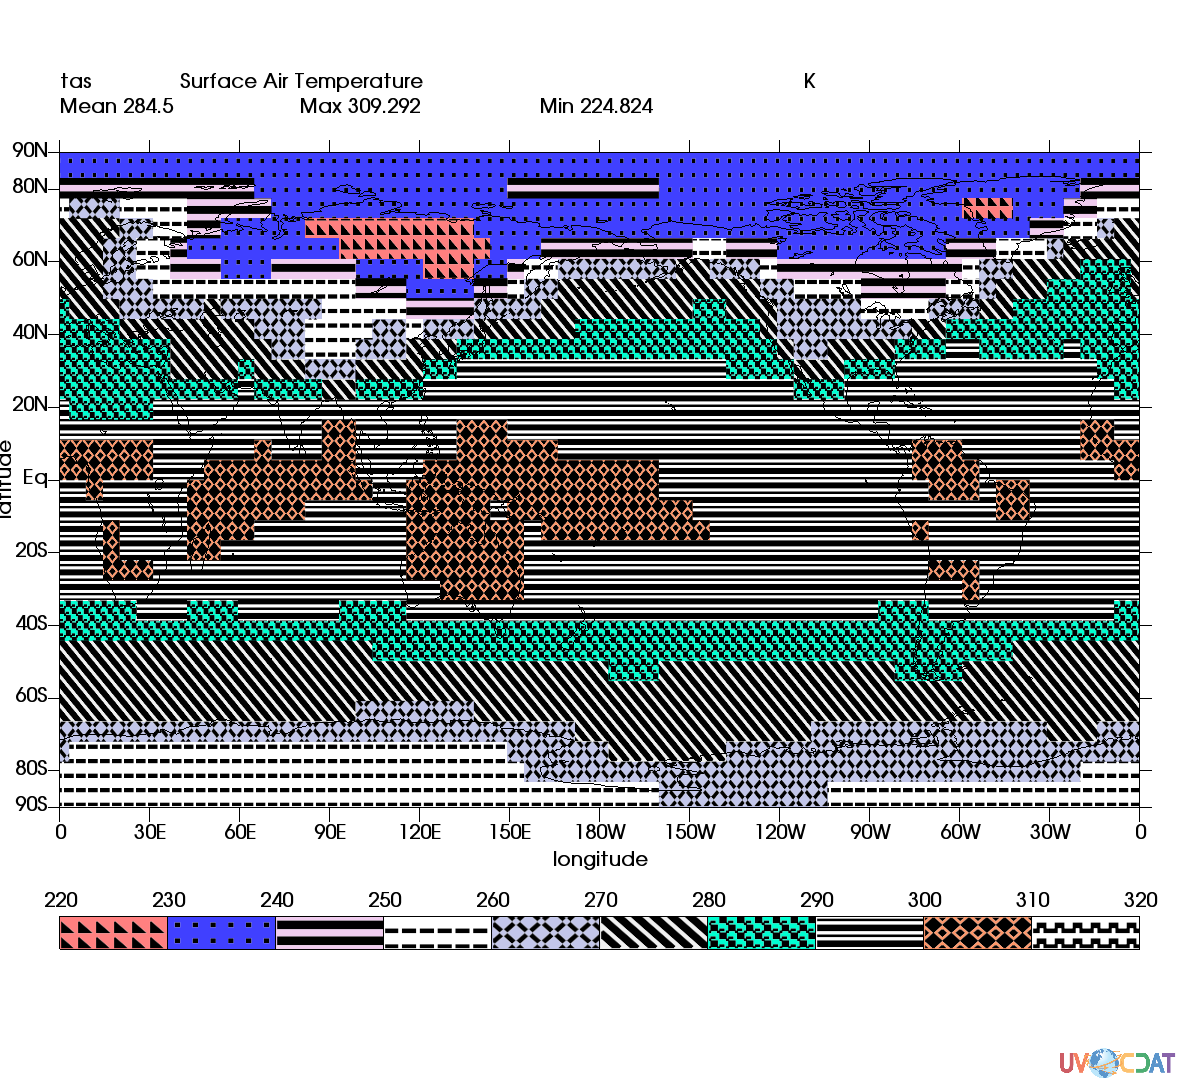 tas Surface Air Temperature K
Mean 284.5 Max 309.292 Min 224.824
90N
80N
60N
40N
20N
Eq
20S
40S
60S
80S
90S
latitude
0 30E 60E 90E 120E 150E 180W 150W 120W 90W 60W 30W 0
longitude
220 230 240 250 260 270 280 290 300 310 320
UV CDAT